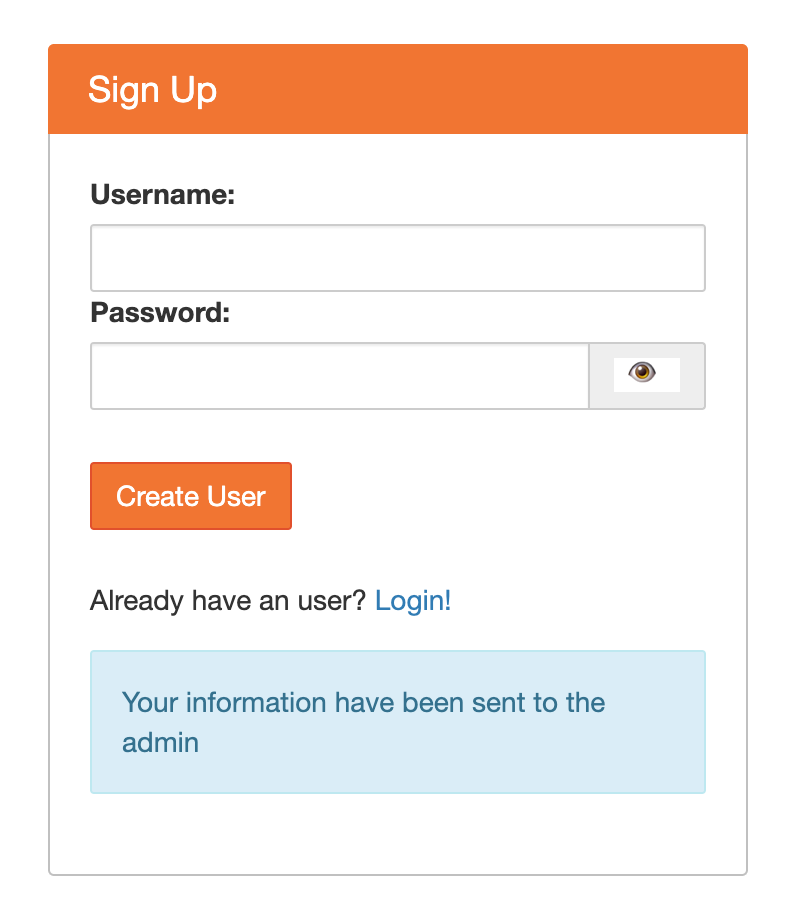 Sign Up
Username:
Password:
Create User
Already have an user? Login!
Your information have been sent to the
admin